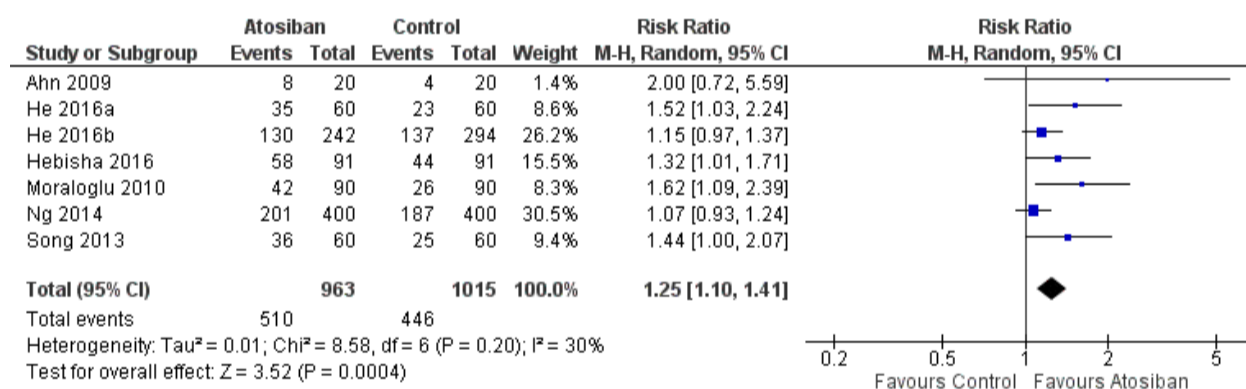 Atosiban Control Risk Ratio Risk Ratio
Study or Subgroup Events Total Events Total Weight M-H, Random, 95% CI M-H, Random, 95% CI
Ahn 2009 8 20 4 20 1.4% 2.00 [0.72, 5.59]
He 2016a 35 60 23 60 8.6% 1.52 [1.03, 2.24]
He 2016b 130 242 137 294 26.2% 1.15 [0.97, 1.37]
Hebisha 2016 58 91 44 91 15.5% 1.32 [1.01, 1.71]
Moraloglu 2010 42 90 26 90 8.3% 1.62 [1.09, 2.39]
Ng 2014 201 400 187 400 30.5% 1.07 [0.93, 1.24]
Song 2013 36 60 25 60 9.4% 1.44 [1.00, 2.07]
Total (95% CI) 963 1015 100.0% 1.25 [1.10, 1.41]
Total events 510 446
Heterogeneity: Tau² = 0.01; Chi² = 8.58, df = 6 (P = 0.20); I² = 30%
Test for overall effect: Z = 3.52 (P = 0.0004)
0.2 0.5 1 2 5
Favours Control Favours Atosiban